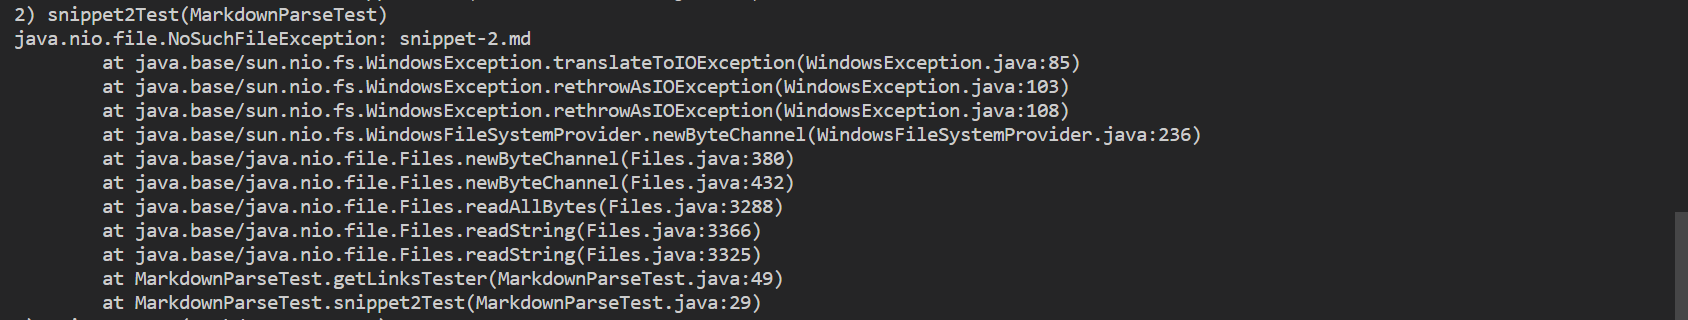 2) snippet2Test(MarkdownParseTest)
java.nio.file.NoSuchFileException: snippet-2.md
        at java.base/sun.nio.fs.WindowsException.translateToIOException(WindowsException.java:85)
        at java.base/sun.nio.fs.WindowsException.rethrowAsIOException(WindowsException.java:103)
        at java.base/sun.nio.fs.WindowsException.rethrowAsIOException(WindowsException.java:108)
        at java.base/sun.nio.fs.WindowsFileSystemProvider.newByteChannel(WindowsFileSystemProvider.java:236)
        at java.base/java.nio.file.Files.newByteChannel(Files.java:380)
        at java.base/java.nio.file.Files.newByteChannel(Files.java:432)
        at java.base/java.nio.file.Files.readAllBytes(Files.java:3288)
        at java.base/java.nio.file.Files.readString(Files.java:3366)
        at java.base/java.nio.file.Files.readString(Files.java:3325)
        at MarkdownParseTest.getLinksTester(MarkdownParseTest.java:49)
        at MarkdownParseTest.snippet2Test(MarkdownParseTest.java:29)